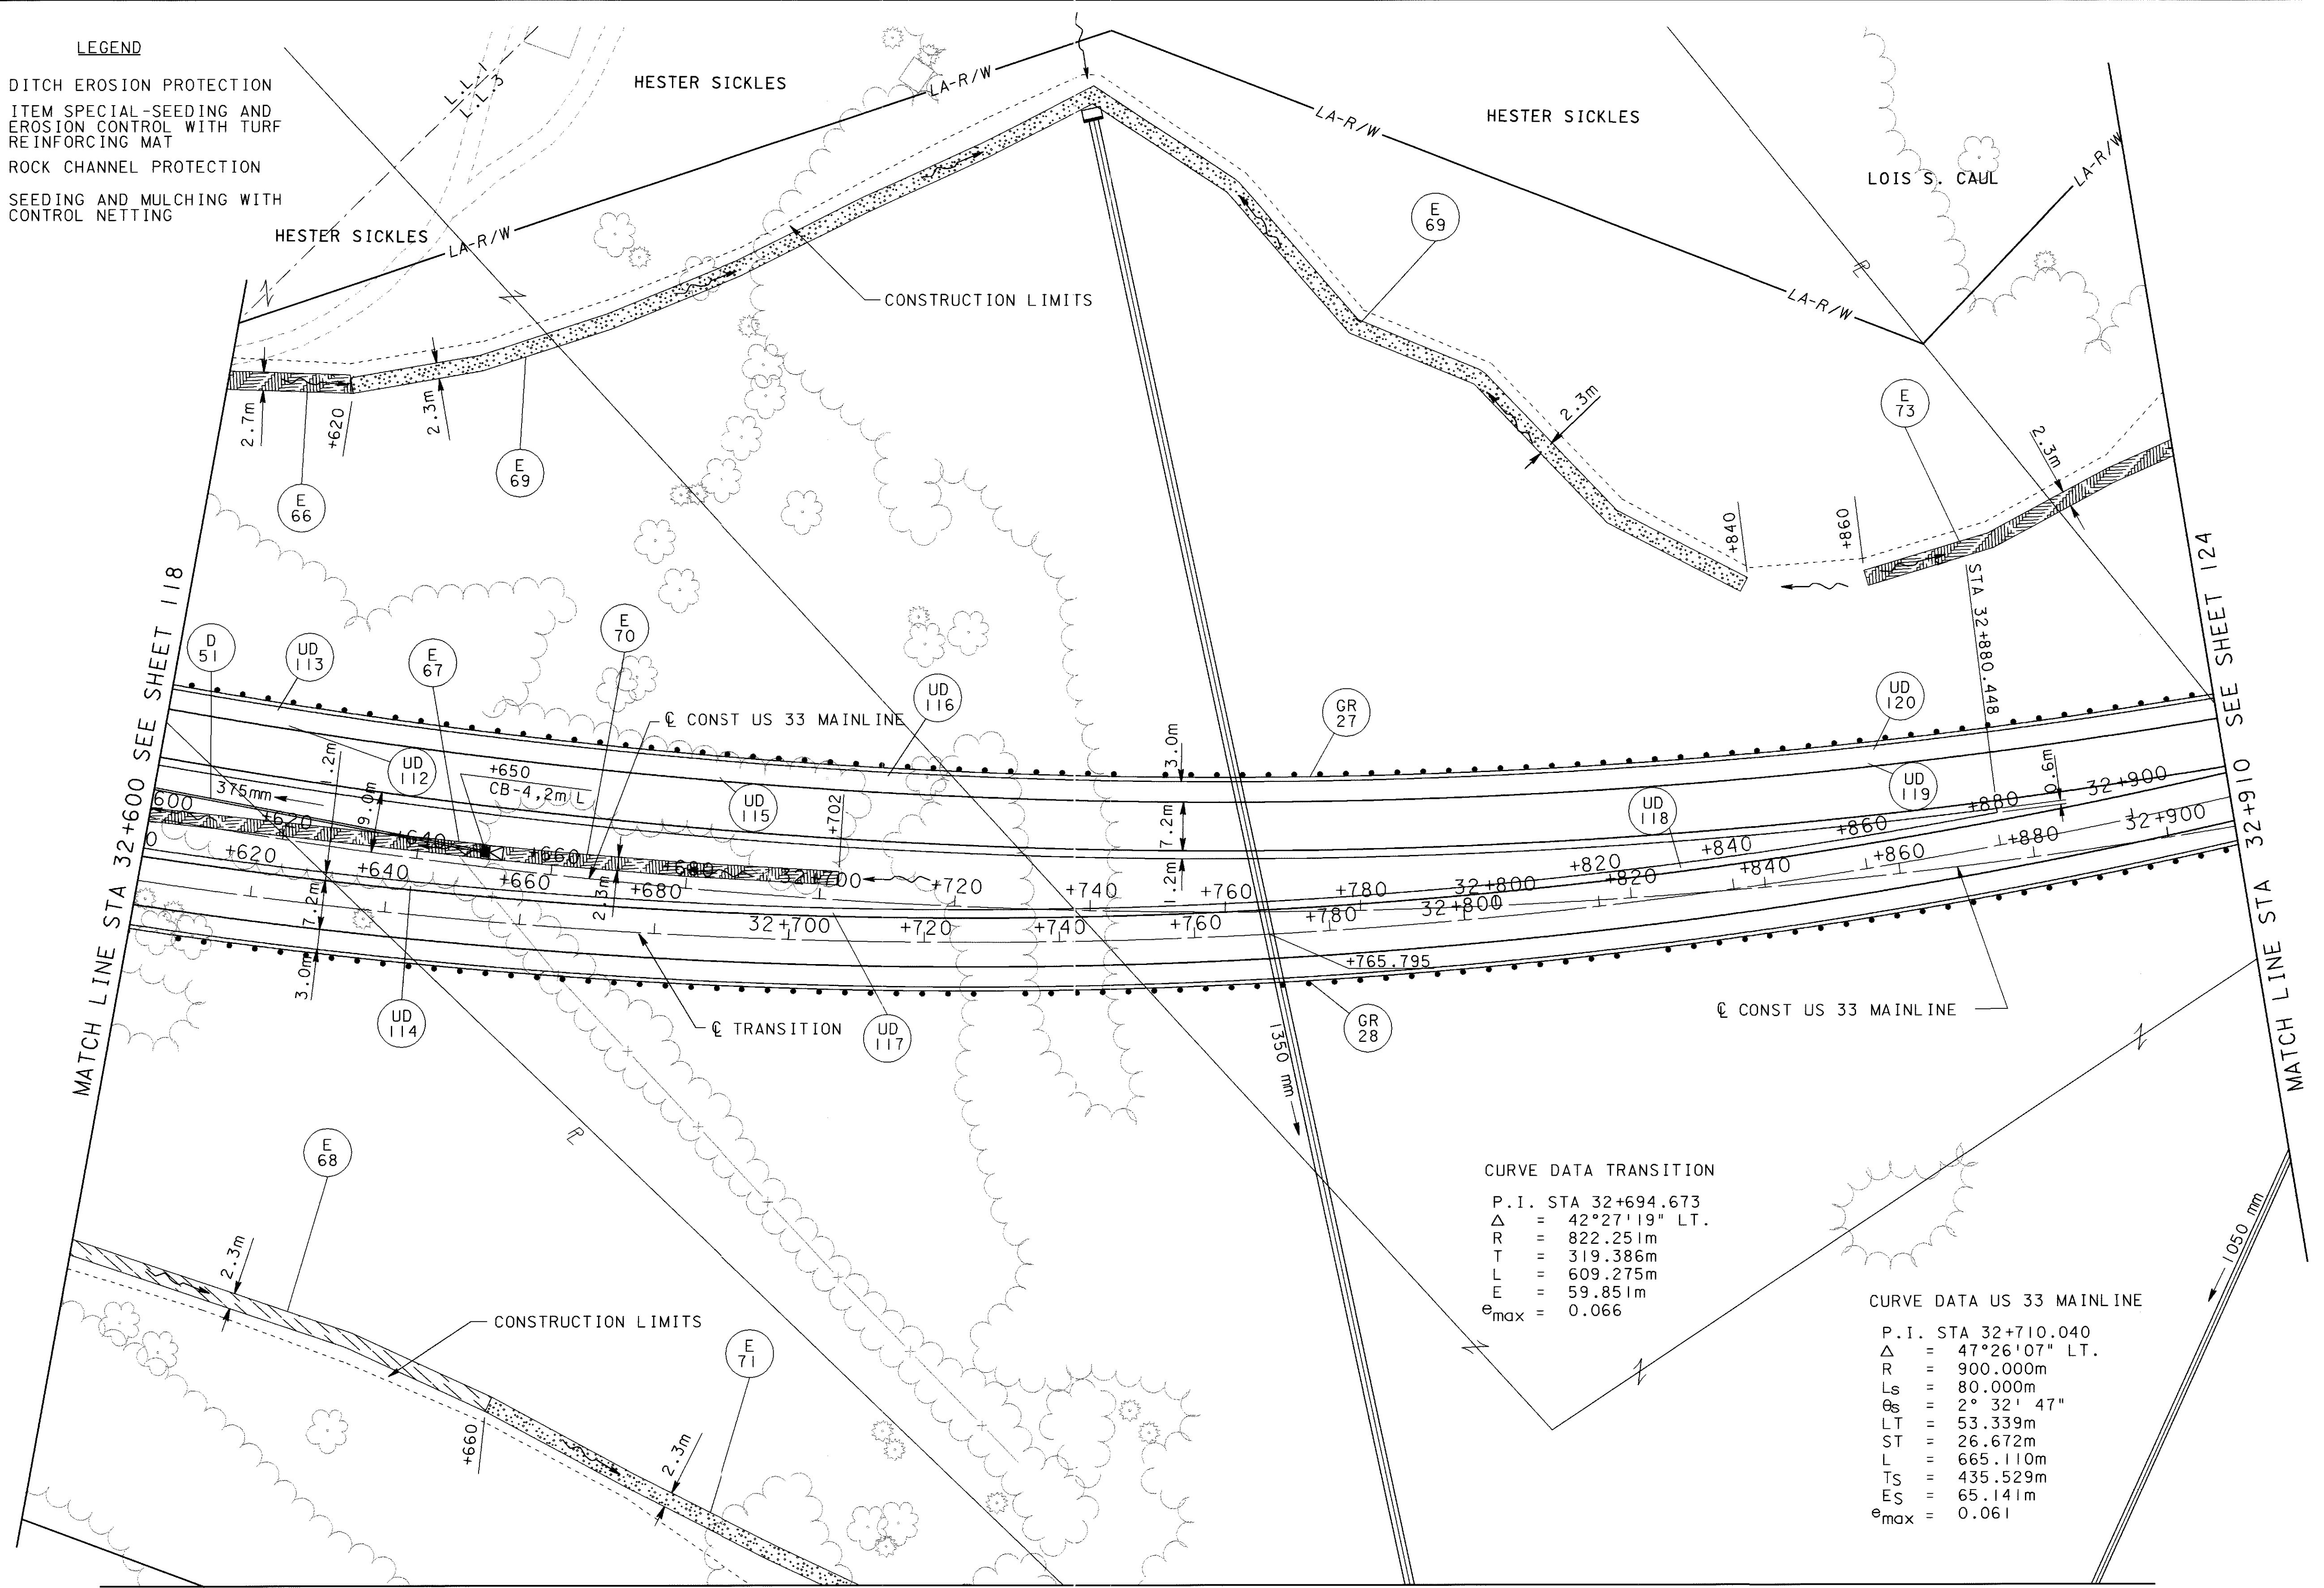 LEGEND
DITCH EROSION PROTECTION
ITEM SPECIAL-SEEDING AND
EROSION CONTROL WITH TURF
REINFORCING MAT
ROCK CHANNEL PROTECTION
SEEDING AND MULCHING WITH
CONTROL NETTING
L.L.1
L.L.3
HESTER SICKLES
LA-R/W
LA-R/W
HESTER SICKLES
LOIS S. CAUL
LA-R/W
HESTER SICKLES
LA-R/W
E
69
CONSTRUCTION LIMITS
LA-R/W
2.7m
+620
2.3m
E
66
E
69
2.3m
E
73
2.3m
+840
+860
STA 32+880.448
MATCH LINE STA 32+600 SEE SHEET 118
MATCH LINE STA 32+910 SEE SHEET 124
D
51
UD
113
E
67
E
70
UD
116
GR
27
UD
120
℄ CONST US 33 MAINLINE
UD
112
1.2m
9.0m
375mm
+650
CB-4,2m L
UD
115
+702
3.0m
7.2m
1.2m
UD
118
UD
119
0.6m
600
+620
+640
+660
+680
32+700
+720
+740
+760
+780
32+800
+820
+840
+860
+880
32+900
0
+620
+640
+660
+680
32+700
+720
+740
+760
+780
32+800
+820
+840
+860
+880
32+900
7.2m
3.0m
2.3m
+765.795
UD
114
℄ TRANSITION
UD
117
GR
28
℄ CONST US 33 MAINLINE
1350 mm
E
68
2.3m
CONSTRUCTION LIMITS
E
71
+660
2.3m
CURVE DATA TRANSITION
P.I. STA 32+694.673
Δ = 42°27'19" LT.
R = 822.251m
T = 319.386m
L = 609.275m
E = 59.851m
emax = 0.066
1050 mm
CURVE DATA US 33 MAINLINE
P.I. STA 32+710.040
Δ = 47°26'07" LT.
R = 900.000m
Ls = 80.000m
θs = 2° 32' 47"
LT = 53.339m
ST = 26.672m
L = 665.110m
Ts = 435.529m
Es = 65.141m
emax = 0.061